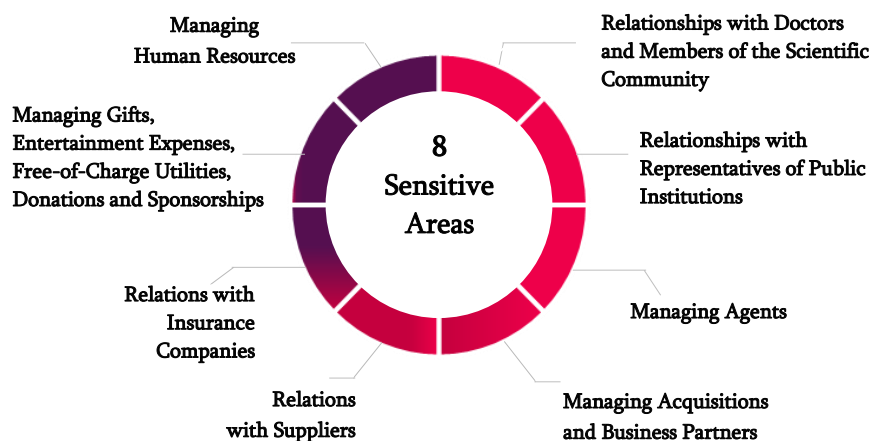 8
Sensitive
Areas
Relationships with Doctors
and Members of the Scientific
Community
Relationships with
Representatives of Public
Institutions
Managing Agents
Managing Acquisitions
and Business Partners
Relations
with Suppliers
Relations with
Insurance
Companies
Managing Gifts,
Entertainment Expenses,
Free-of-Charge Utilities,
Donations and Sponsorships
Managing
Human Resources